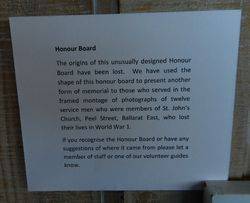 Honour Board
The origins of this unusually designed Honour
Board have been lost. We have used the
shape of this honour board to present another
form of memorial to those who served in the
framed montage of photographs of twelve
service men who were members of St. John's
Church, Peel Street, Ballarat East, who lost
their lives in World War 1.
If you recognise the Honour Board or have any
suggestions of where it came from please let a
member of staff or one of our volunteer guides
know.